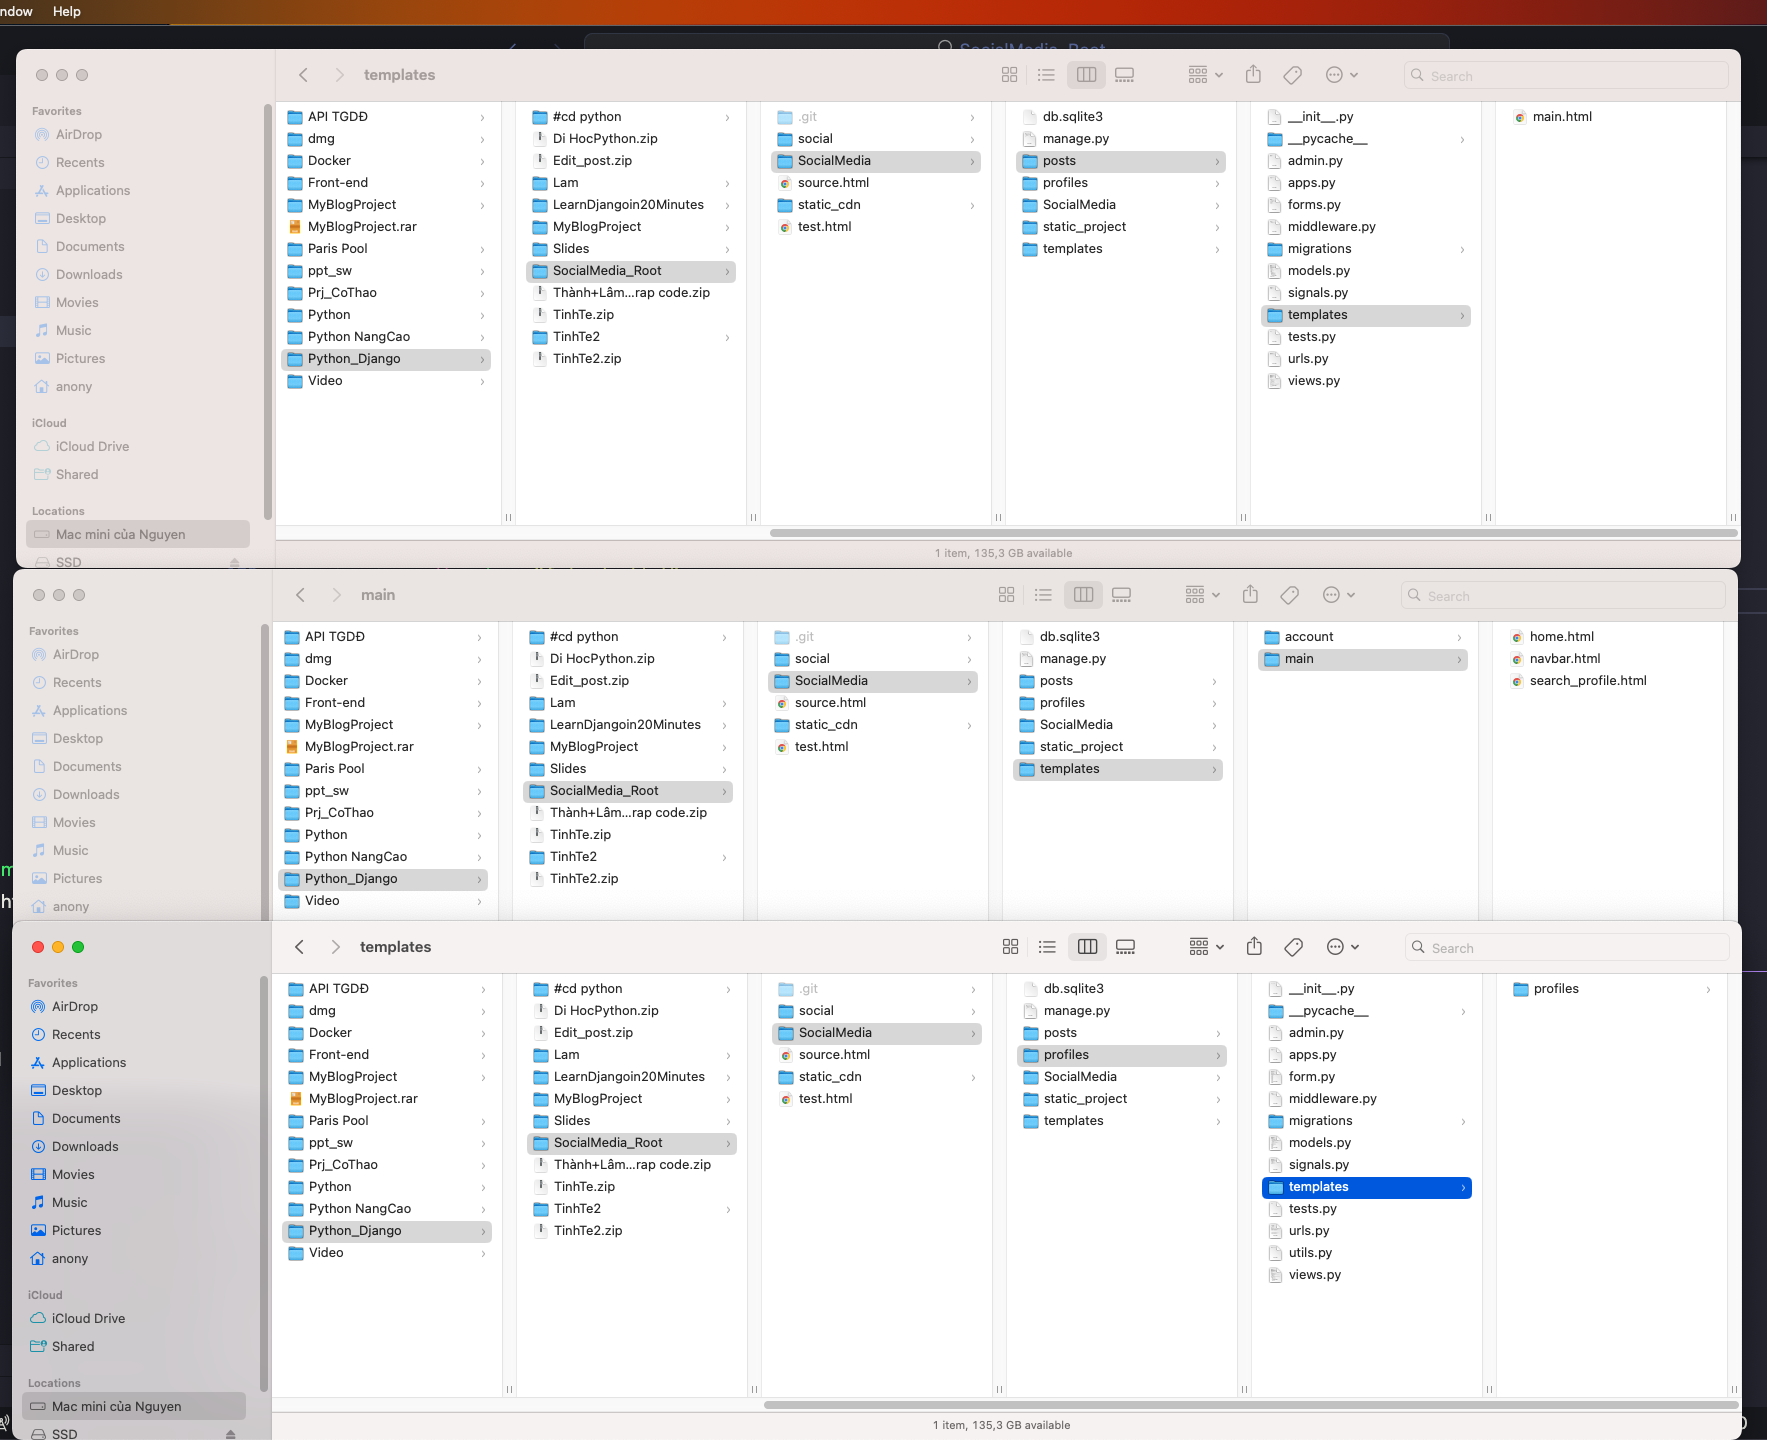 ndow Help
SocialMedia_Root
templates
Search
Favorites
AirDrop
Recents
Applications
Desktop
Documents
Downloads
Movies
Music
Pictures
anony
iCloud
iCloud Drive
Shared
Locations
Mac mini của Nguyen
SSD
API TGDĐ
dmg
Docker
Front-end
MyBlogProject
MyBlogProject.rar
Paris Pool
ppt_sw
Prj_CoThao
Python
Python NangCao
Python_Django
Video
#cd python
Di HocPython.zip
Edit_post.zip
Lam
LearnDjangoin20Minutes
MyBlogProject
Slides
SocialMedia_Root
Thành+Lâm...rap code.zip
TinhTe.zip
TinhTe2
TinhTe2.zip
.git
social
SocialMedia
source.html
static_cdn
test.html
db.sqlite3
manage.py
posts
profiles
SocialMedia
static_project
templates
__init__.py
__pycache__
admin.py
apps.py
forms.py
middleware.py
migrations
models.py
signals.py
templates
tests.py
urls.py
views.py
main.html
1 item, 135,3 GB available
main
Search
Favorites
AirDrop
Recents
Applications
Desktop
Documents
Downloads
Movies
Music
Pictures
anony
API TGDĐ
dmg
Docker
Front-end
MyBlogProject
MyBlogProject.rar
Paris Pool
ppt_sw
Prj_CoThao
Python
Python NangCao
Python_Django
Video
#cd python
Di HocPython.zip
Edit_post.zip
Lam
LearnDjangoin20Minutes
MyBlogProject
Slides
SocialMedia_Root
Thành+Lâm...rap code.zip
TinhTe.zip
TinhTe2
TinhTe2.zip
.git
social
SocialMedia
source.html
static_cdn
test.html
db.sqlite3
manage.py
posts
profiles
SocialMedia
static_project
templates
account
main
home.html
navbar.html
search_profile.html
templates
Search
Favorites
AirDrop
Recents
Applications
Desktop
Documents
Downloads
Movies
Music
Pictures
anony
iCloud
iCloud Drive
Shared
Locations
Mac mini của Nguyen
SSD
API TGDĐ
dmg
Docker
Front-end
MyBlogProject
MyBlogProject.rar
Paris Pool
ppt_sw
Prj_CoThao
Python
Python NangCao
Python_Django
Video
#cd python
Di HocPython.zip
Edit_post.zip
Lam
LearnDjangoin20Minutes
MyBlogProject
Slides
SocialMedia_Root
Thành+Lâm...rap code.zip
TinhTe.zip
TinhTe2
TinhTe2.zip
.git
social
SocialMedia
source.html
static_cdn
test.html
db.sqlite3
manage.py
posts
profiles
SocialMedia
static_project
templates
__init__.py
__pycache__
admin.py
apps.py
form.py
middleware.py
migrations
models.py
signals.py
templates
tests.py
urls.py
utils.py
views.py
profiles
1 item, 135,3 GB available